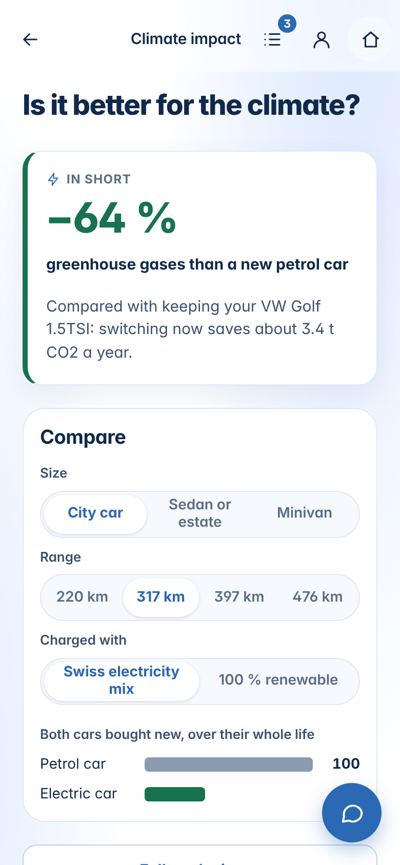 Climate impact
3
Is it better for the climate?
IN SHORT
−64 %
greenhouse gases than a new petrol car
Compared with keeping your VW Golf
1.5TSI: switching now saves about 3.4 t
CO2 a year.
Compare
Size
City car
Sedan or
estate
Minivan
Range
220 km 317 km 397 km 476 km
Charged with
Swiss electricity
mix
100 % renewable
Both cars bought new, over their whole life
Petrol car 100
Electric car